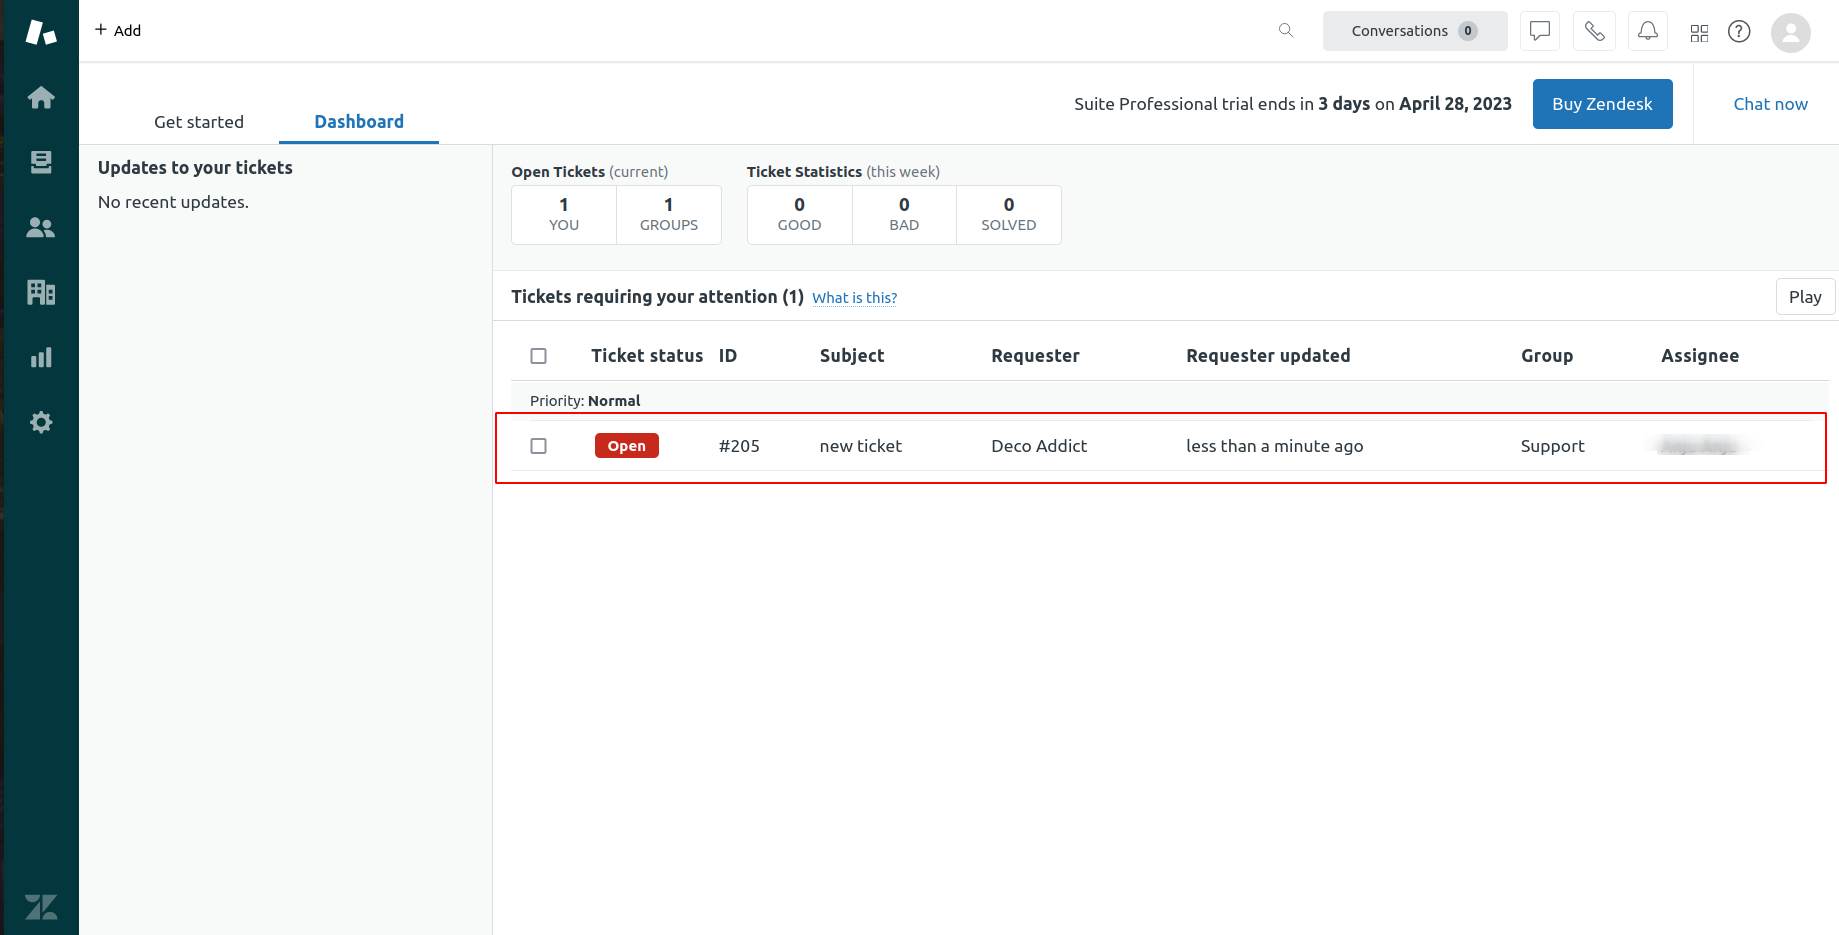 + Add
Conversations 0
Suite Professional trial ends in 3 days on April 28, 2023
Buy Zendesk
Chat now
Get started
Dashboard
Updates to your tickets
No recent updates.
Open Tickets (current)
1
YOU
1
GROUPS
Ticket Statistics (this week)
0
GOOD
0
BAD
0
SOLVED
Tickets requiring your attention (1) What is this?
Play
Ticket status ID Subject Requester Requester updated Group Assignee
Priority: Normal
Open #205 new ticket Deco Addict less than a minute ago Support